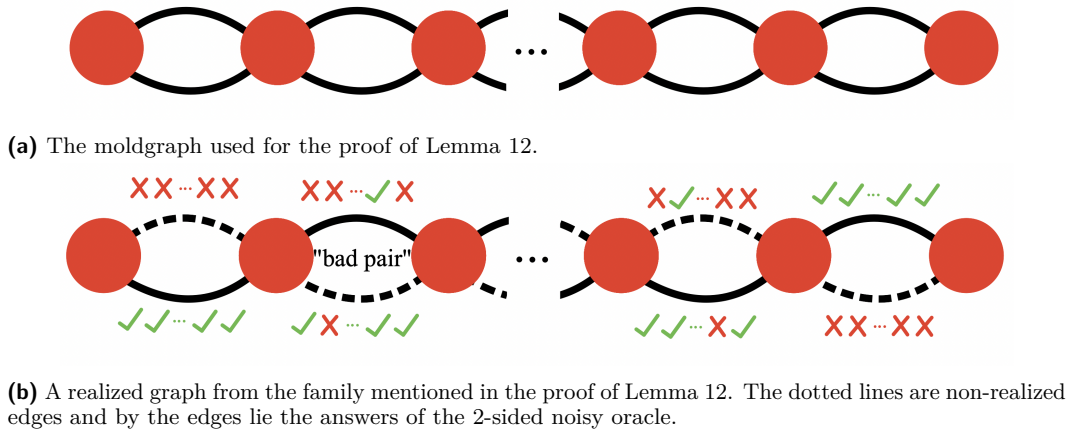 ...
(a) The moldgraph used for the proof of Lemma 12.
✗✗...✗✗ ✗✗...✓✗ ✗✓...✗✗ ✓✓...✓✓
"bad pair" ...
✓✓...✓✓ ✓✗...✓✓ ✓✓...✗✓ ✗✗...✗✗
(b) A realized graph from the family mentioned in the proof of Lemma 12. The dotted lines are non-realized
edges and by the edges lie the answers of the 2-sided noisy oracle.